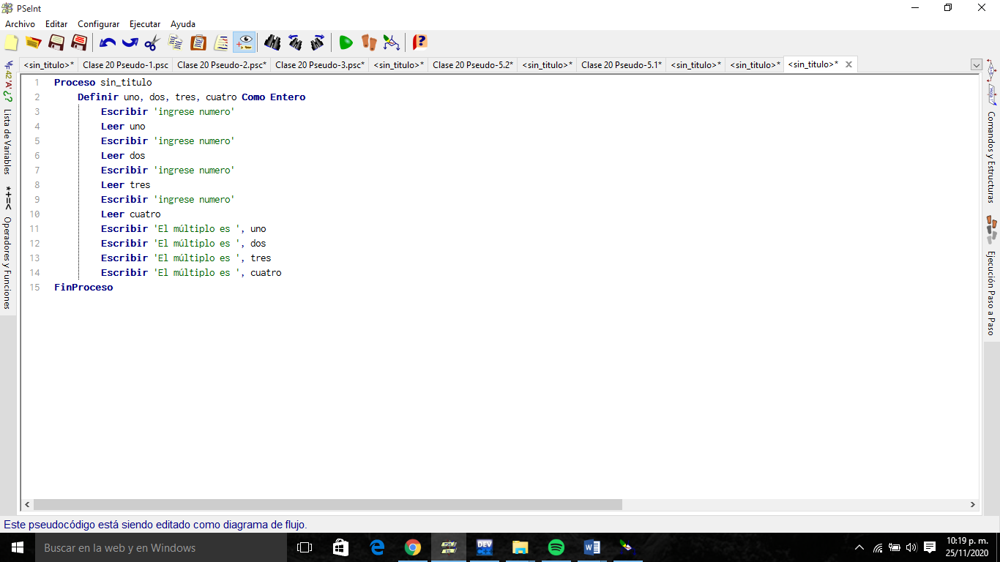 PSeInt
Archivo Editar Configurar Ejecutar Ayuda
<sin_titulo>* Clase 20 Pseudo-1.psc Clase 20 Pseudo-2.psc* Clase 20 Pseudo-3.psc* <sin_titulo>* Clase 20 Pseudo-5.2* <sin_titulo>* Clase 20 Pseudo-5.1* <sin_titulo>* <sin_titulo>* <sin_titulo>*
Lista de Variables
*+=<
Operadores y Funciones
1 Proceso sin_titulo
2 Definir uno, dos, tres, cuatro Como Entero
3 Escribir 'ingrese numero'
4 Leer uno
5 Escribir 'ingrese numero'
6 Leer dos
7 Escribir 'ingrese numero'
8 Leer tres
9 Escribir 'ingrese numero'
10 Leer cuatro
11 Escribir 'El múltiplo es ', uno
12 Escribir 'El múltiplo es ', dos
13 Escribir 'El múltiplo es ', tres
14 Escribir 'El múltiplo es ', cuatro
15 FinProceso
Comandos y Estructuras
Ejecución Paso a Paso
Este pseudocódigo está siendo editado como diagrama de flujo.
Buscar en la web y en Windows
DEV
10:19 p. m.
25/11/2020